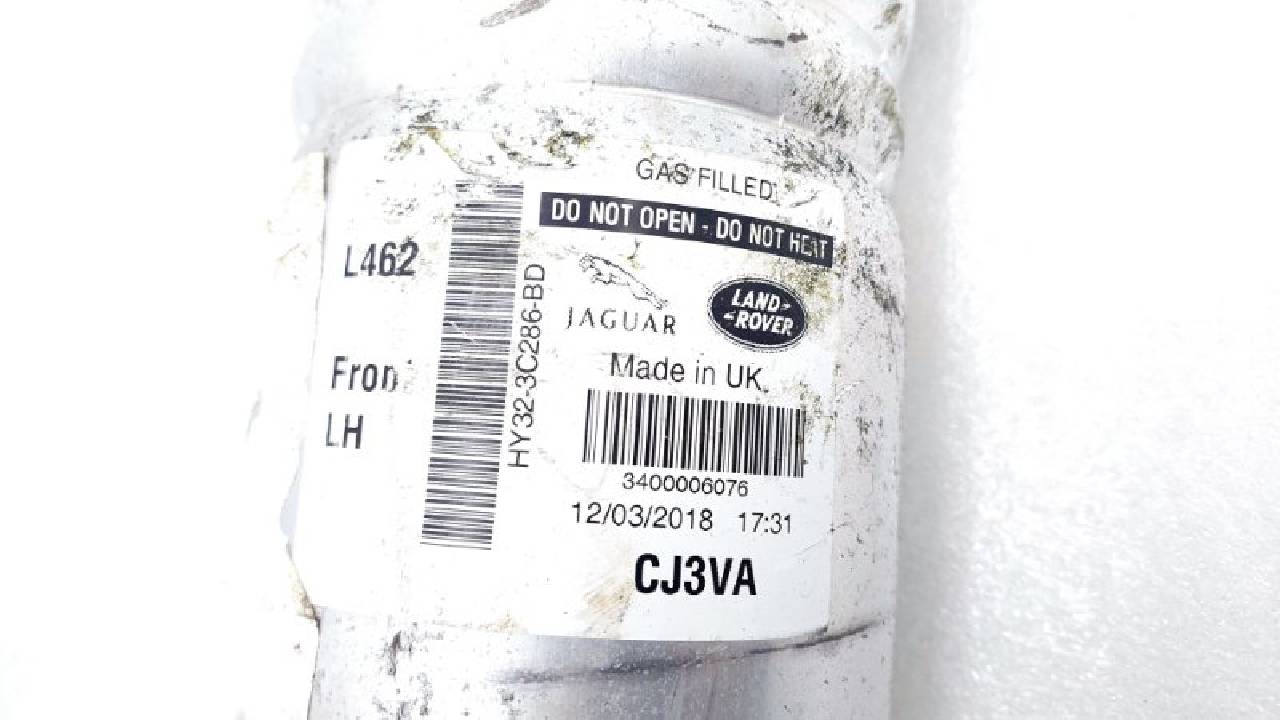 GAS FILLED
DO NOT OPEN - DO NOT HEAT
L462
Front
LH
HY32-3C286-BD
JAGUAR
LAND-
-ROVER
Made in UK
3400006076
12/03/2018 17:31
CJ3VA